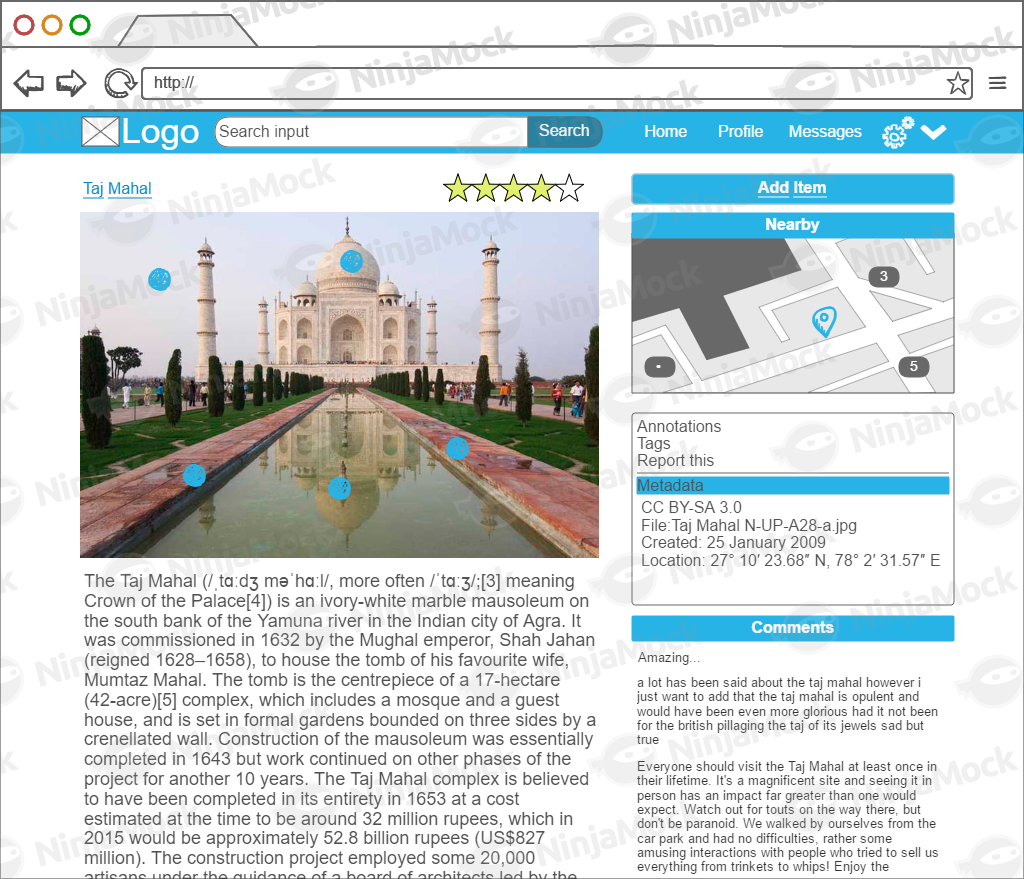 http://
Logo
Search input
Search
Home
Profile
Messages
Taj Mahal
Add Item
Nearby
3
5
Annotations
Tags
Report this
Metadata
CC BY-SA 3.0
File:Taj Mahal N-UP-A28-a.jpg
Created: 25 January 2009
Location: 27° 10′ 23.68″ N, 78° 2′ 31.57″ E
The Taj Mahal (/ˌtɑːdʒ məˈhɑːl/, more often /ˈtɑːʒ/;[3] meaning
Crown of the Palace[4]) is an ivory-white marble mausoleum on
the south bank of the Yamuna river in the Indian city of Agra. It
was commissioned in 1632 by the Mughal emperor, Shah Jahan
(reigned 1628–1658), to house the tomb of his favourite wife,
Mumtaz Mahal. The tomb is the centrepiece of a 17-hectare
(42-acre)[5] complex, which includes a mosque and a guest
house, and is set in formal gardens bounded on three sides by a
crenellated wall. Construction of the mausoleum was essentially
completed in 1643 but work continued on other phases of the
project for another 10 years. The Taj Mahal complex is believed
to have been completed in its entirety in 1653 at a cost
estimated at the time to be around 32 million rupees, which in
2015 would be approximately 52.8 billion rupees (US$827
million). The construction project employed some 20,000
artisans under the guidance of a board of architects led by the
Comments
Amazing...
a lot has been said about the taj mahal however i
just want to add that the taj mahal is opulent and
would have been even more glorious had it not been
for the british pillaging the taj of its jewels sad but
true
Everyone should visit the Taj Mahal at least once in
their lifetime. It's a magnificent site and seeing it in
person has an impact far greater than one would
expect. Watch out for touts on the way there, but
don't be paranoid. We walked by ourselves from the
car park and had no difficulties, rather some
amusing interactions with people who tried to sell us
everything from trinkets to whips! Enjoy the
NinjaMock